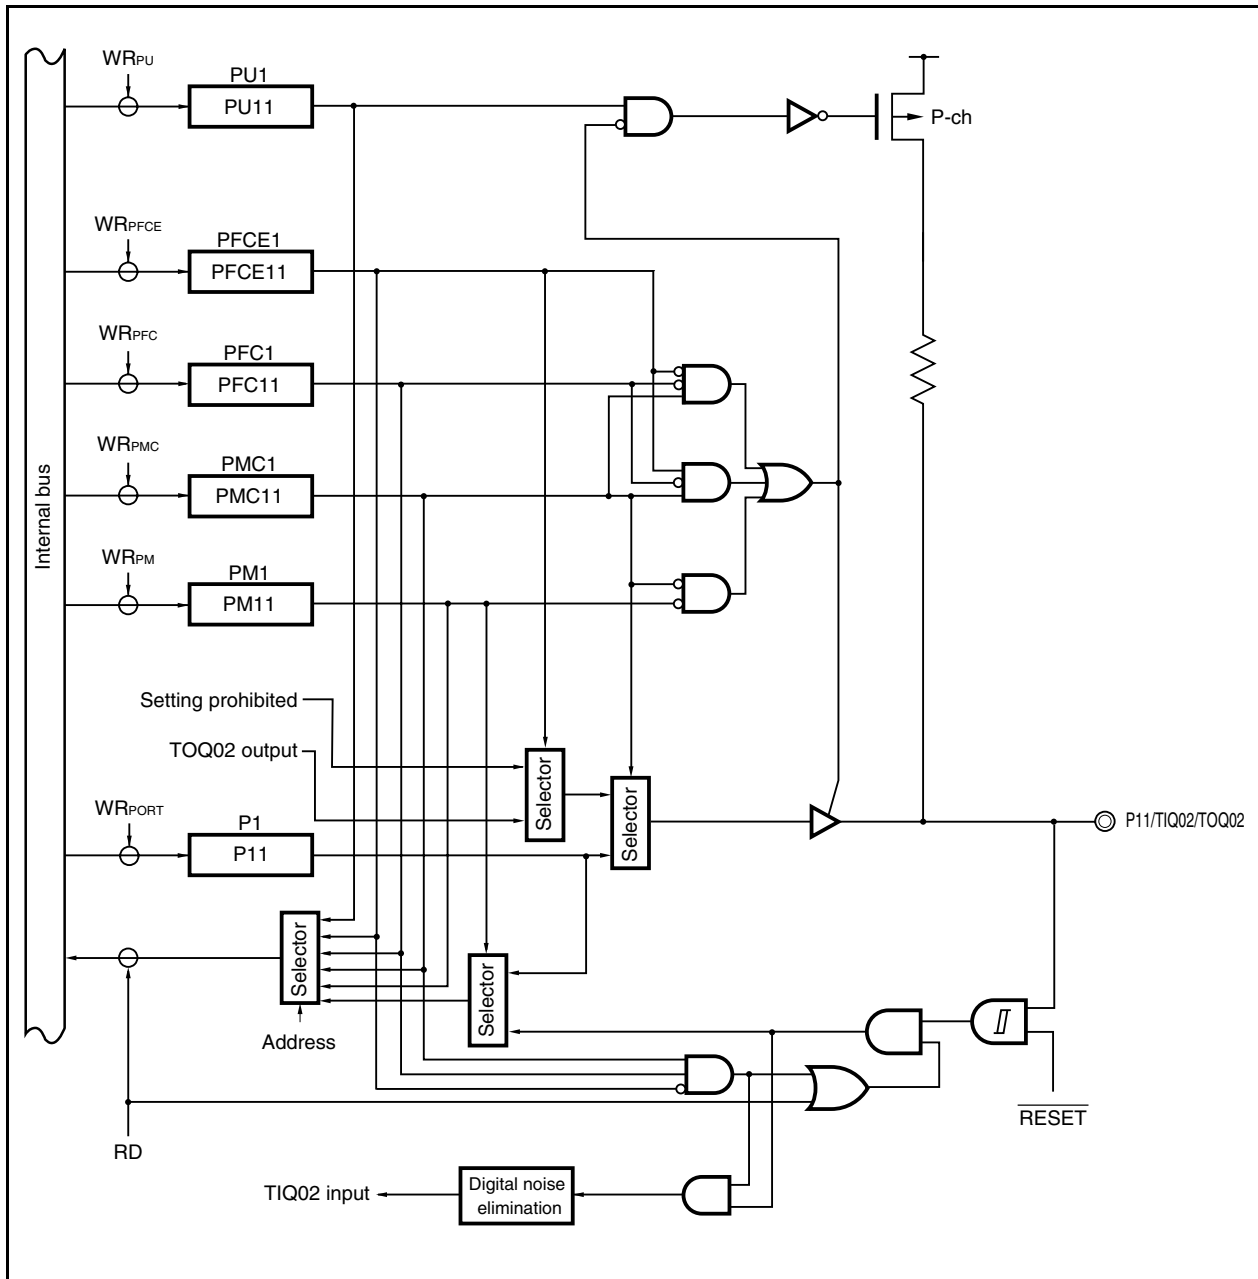 WRPU
PU1
PU11
P-ch
WRPFCE
PFCE1
PFCE11
WRPFC
PFC1
PFC11
WRPMC
PMC1
PMC11
Internal bus
WRPM
PM1
PM11
Setting prohibited
TOQ02 output
Selector
Selector
WRPORT
P1
P11
P11/TIQ02/TOQ02
Selector
Selector
Address
RD
RESET
TIQ02 input
Digital noise
elimination